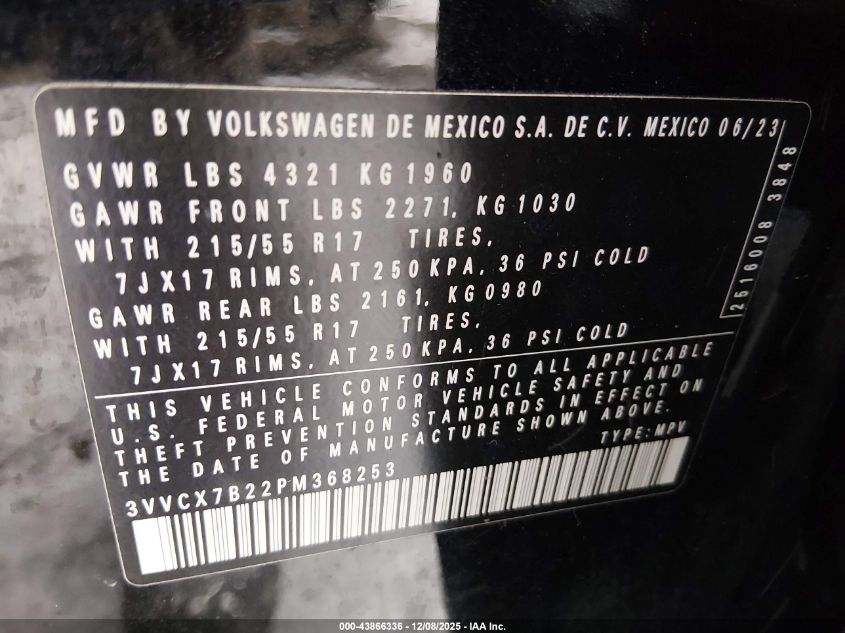 MFD BY VOLKSWAGEN DE MEXICO S.A. DE C.V. MEXICO 06/23
GVWR LBS 4321 KG 1960
GAWR FRONT LBS 2271, KG 1030
WITH 215/55 R17 TIRES,
7JX17 RIMS, AT 250 KPA, 36 PSI COLD
GAWR REAR LBS 2161, KG0980
WITH 215/55 R17 TIRES,
7JX17 RIMS, AT 250 KPA, 36 PSI COLD
2516008 3848
THIS VEHICLE CONFORMS TO ALL APPLICABLE
U.S. FEDERAL MOTOR VEHICLE SAFETY AND
THEFT PREVENTION STANDARDS IN EFFECT ON
THE DATE OF MANUFACTURE SHOWN ABOVE.
TYPE: MPV
3VVCX7B22PM368253
000-43866336 - 12/08/2025 - IAA Inc.